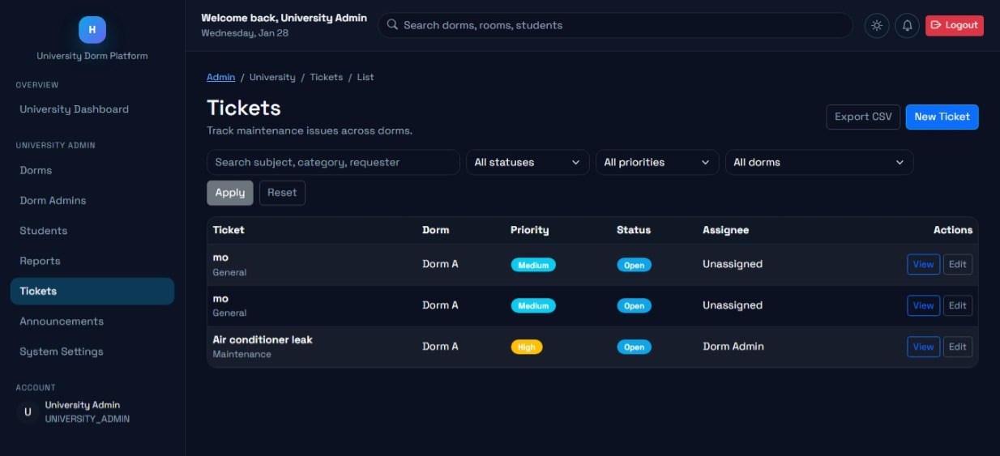 H
University Dorm Platform
OVERVIEW
University Dashboard
UNIVERSITY ADMIN
Dorms
Dorm Admins
Students
Reports
Tickets
Announcements
System Settings
ACCOUNT
U
University Admin
UNIVERSITY_ADMIN
Welcome back, University Admin
Wednesday, Jan 28
Search dorms, rooms, students
Logout
Admin / University / Tickets / List
Tickets
Track maintenance issues across dorms.
Export CSV
New Ticket
Search subject, category, requester
All statuses
All priorities
All dorms
Apply
Reset
Ticket Dorm Priority Status Assignee Actions
mo
General
Dorm A Medium Open Unassigned View Edit
mo
General
Dorm A Medium Open Unassigned View Edit
Air conditioner leak
Maintenance
Dorm A High Open Dorm Admin View Edit